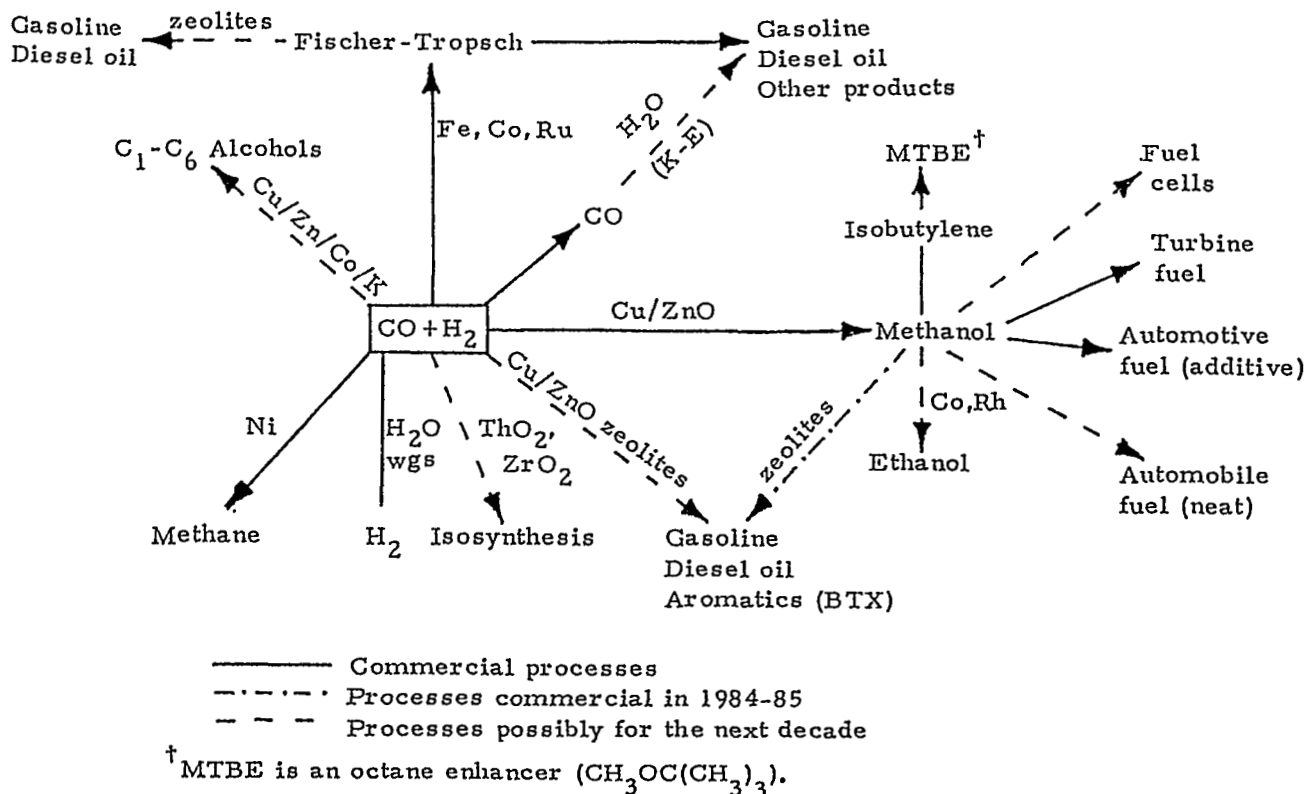 Gasoline
Diesel oil
zeolites
Fischer-Tropsch
Gasoline
Diesel oil
Other products
Fe, Co, Ru
H2O
(K-E)
C1-C6 Alcohols
Cu/Zn/Co/K
CO
MTBE†
Fuel
cells
Isobutylene
Turbine
fuel
CO+H2
Cu/ZnO
Methanol
Automotive
fuel (additive)
Ni
H2O
wgs
ThO2,
ZrO2
Cu/ZnO zeolites
zeolites
Co,Rh
Ethanol
Automobile
fuel (neat)
Methane
H2
Isosynthesis
Gasoline
Diesel oil
Aromatics (BTX)
Commercial processes
Processes commercial in 1984-85
Processes possibly for the next decade
†MTBE is an octane enhancer (CH3OC(CH3)3).